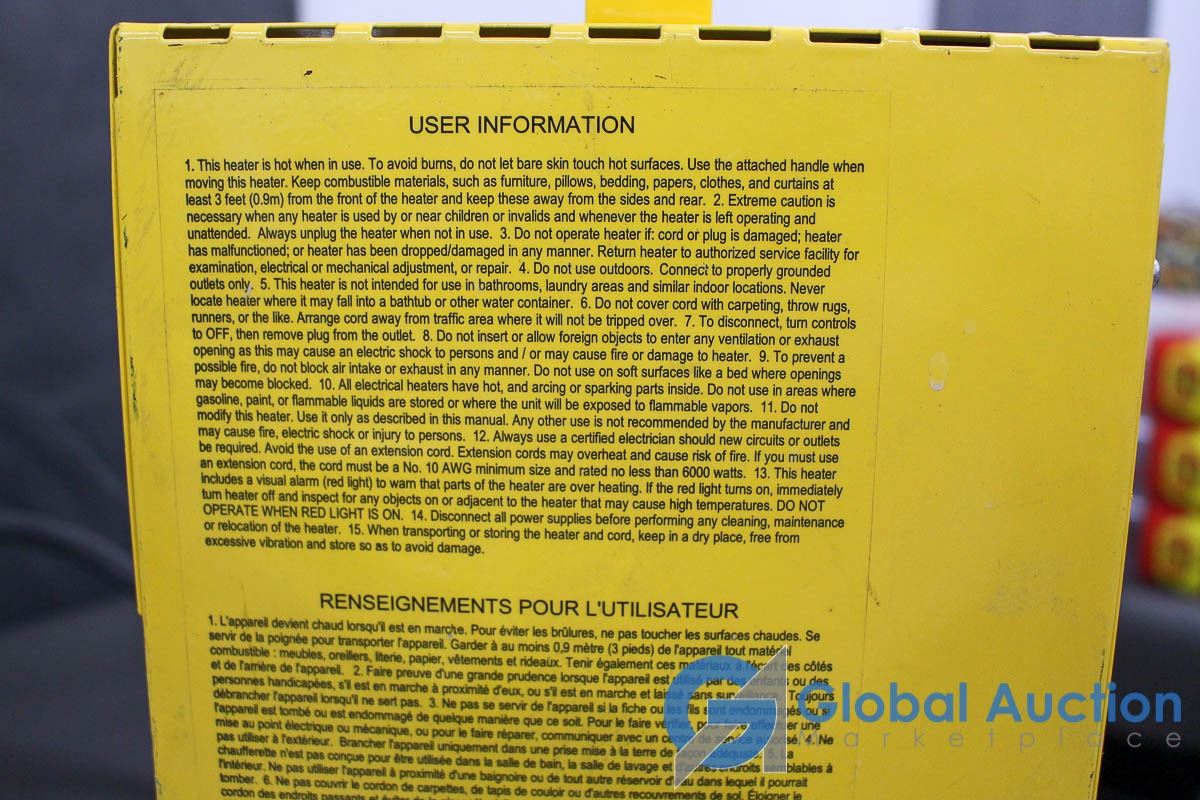 USER INFORMATION
1. This heater is hot when in use. To avoid burns, do not let bare skin touch hot surfaces. Use the attached handle when
moving this heater. Keep combustible materials, such as furniture, pillows, bedding, papers, clothes, and curtains at
least 3 feet (0.9m) from the front of the heater and keep these away from the sides and rear. 2. Extreme caution is
necessary when any heater is used by or near children or invalids and whenever the heater is left operating and
unattended. Always unplug the heater when not in use. 3. Do not operate heater if: cord or plug is damaged; heater
has malfunctioned; or heater has been dropped/damaged in any manner. Return heater to authorized service facility for
examination, electrical or mechanical adjustment, or repair. 4. Do not use outdoors. Connect to properly grounded
outlets only. 5. This heater is not intended for use in bathrooms, laundry areas and similar indoor locations. Never
locate heater where it may fall into a bathtub or other water container. 6. Do not cover cord with carpeting, throw rugs,
runners, or the like. Arrange cord away from traffic area where it will not be tripped over. 7. To disconnect, turn controls
to OFF, then remove plug from the outlet. 8. Do not insert or allow foreign objects to enter any ventilation or exhaust
opening as this may cause an electric shock to persons and / or may cause fire or damage to heater. 9. To prevent a
possible fire, do not block air intake or exhaust in any manner. Do not use on soft surfaces like a bed where openings
may become blocked. 10. All electrical heaters have hot, and arcing or sparking parts inside. Do not use in areas where
gasoline, paint, or flammable liquids are stored or where the unit will be exposed to flammable vapors. 11. Do not
modify this heater. Use it only as described in this manual. Any other use is not recommended by the manufacturer and
may cause fire, electric shock or injury to persons. 12. Always use a certified electrician should new circuits or outlets
be required. Avoid the use of an extension cord. Extension cords may overheat and cause risk of fire. If you must use
an extension cord, the cord must be a No. 10 AWG minimum size and rated no less than 6000 watts. 13. This heater
includes a visual alarm (red light) to warn that parts of the heater are over heating. If the red light turns on, immediately
turn heater off and inspect for any objects on or adjacent to the heater that may cause high temperatures. DO NOT
OPERATE WHEN RED LIGHT IS ON. 14. Disconnect all power supplies before performing any cleaning, maintenance
or relocation of the heater. 15. When transporting or storing the heater and cord, keep in a dry place, free from
excessive vibration and store so as to avoid damage.
RENSEIGNEMENTS POUR L'UTILISATEUR
1. L'appareil devient chaud lorsqu'il est en marche. Pour éviter les brûlures, ne pas toucher les surfaces chaudes. Se
servir de la poignée pour transporter l'appareil. Garder à au moins 0,9 mètre (3 pieds) de l'appareil tout matériel
combustible : meubles, oreillers, literie, papier, vêtements et rideaux. Tenir également ces matériaux à l'écart des côtés
et de l'arrière de l'appareil. 2. Faire preuve d'une grande prudence lorsque l'appareil est utilisé par des enfants ou des
personnes handicapées, s'il est en marche à proximité d'eux, ou s'il est en marche et laissé sans surveillance. Toujours
débrancher l'appareil lorsqu'il ne sert pas. 3. Ne pas se servir de l'appareil si la fiche ou les fils sont endommagés ou si
l'appareil est tombé ou est endommagé de quelque manière que ce soit. Pour le faire vérifier, pour faire effectuer une
mise au point électrique ou mécanique, ou pour le faire réparer, communiquer avec un centre de service autorisé. 4. Ne
pas utiliser à l'extérieur. Brancher l'appareil uniquement dans une prise mise à la terre de façon adéquate. 5. La
chaufferette n'est pas conçue pour être utilisée dans la salle de bain, la salle de lavage et d'autres endroits semblables à
l'intérieur. Ne pas utiliser l'appareil à proximité d'une baignoire ou de tout autre réservoir d'eau dans lequel il pourrait
tomber. 6. Ne pas couvrir le cordon de carpettes, de tapis de couloir ou d'autres recouvrements de sol. Éloigner le
cordon des endroits passants et éviter de
Global Auction
Marketplace